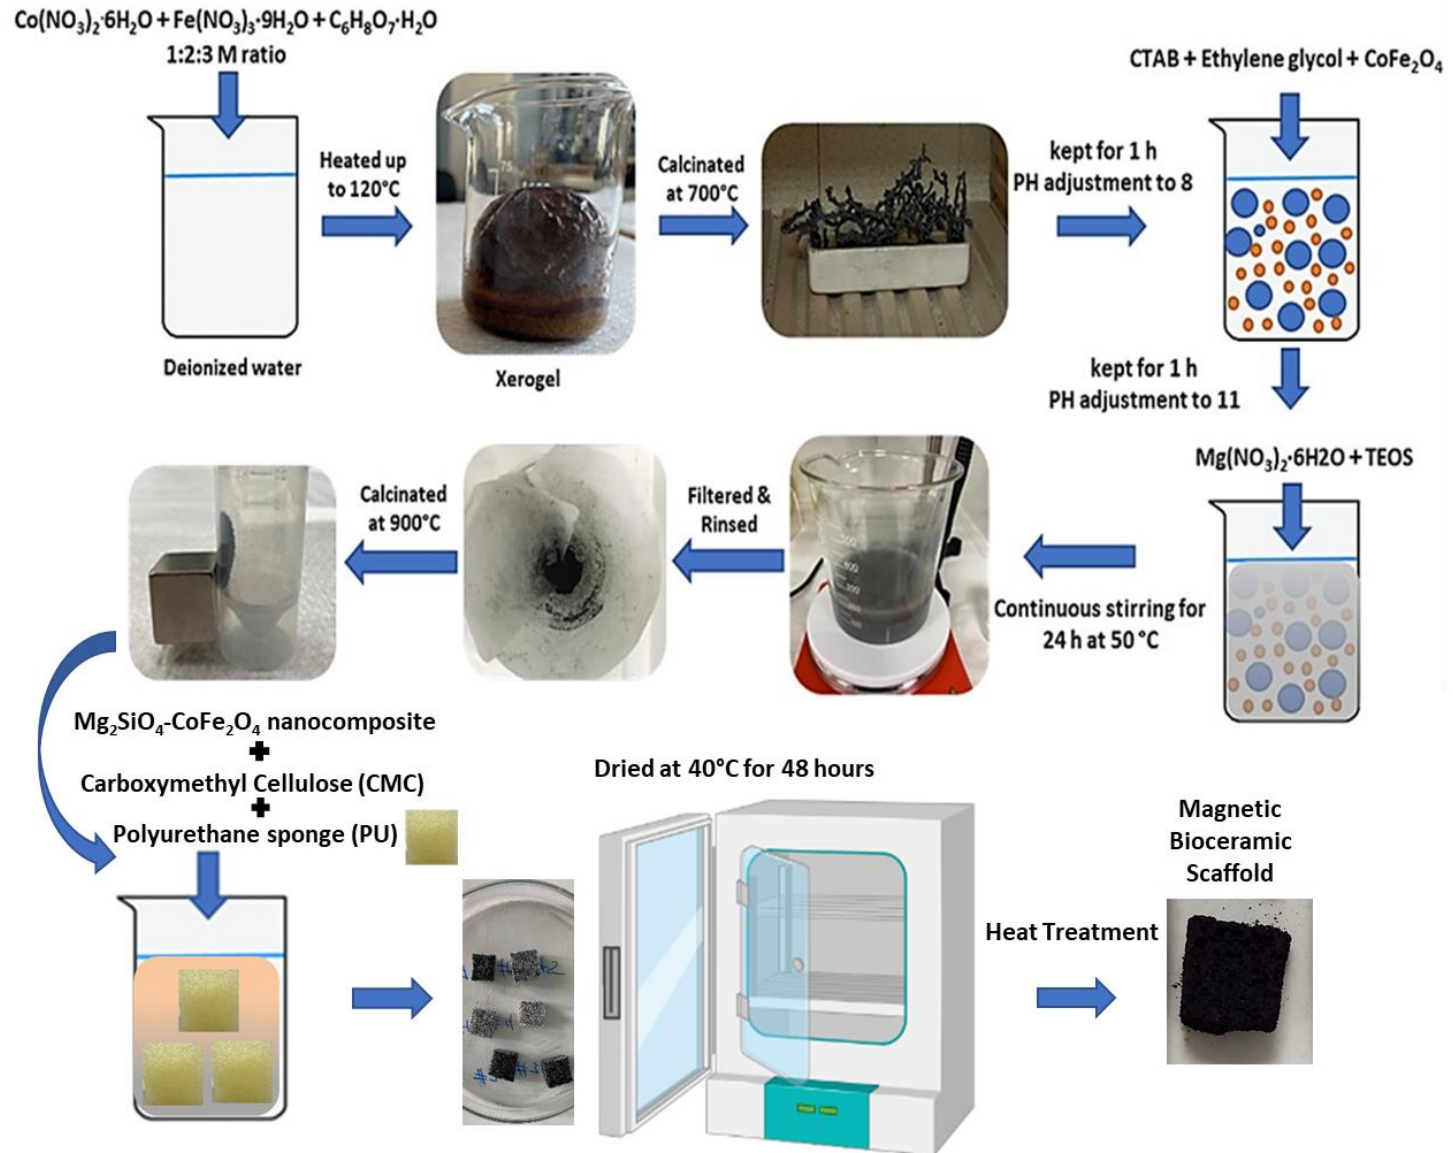 Co(NO₃)₂·6H₂O + Fe(NO₃)₃·9H₂O + C₆H₈O₇·H₂O
1:2:3 M ratio
Deionized water
Heated up
to 120°C
75
Xerogel
Calcinated
at 700°C
kept for 1 h
PH adjustment to 8
CTAB + Ethylene glycol + CoFe₂O₄
kept for 1 h
PH adjustment to 11
Mg(NO₃)₂·6H2O + TEOS
Continuous stirring for
24 h at 50 °C
Filtered &
Rinsed
Calcinated
at 900°C
Mg₂SiO₄-CoFe₂O₄ nanocomposite
+
Carboxymethyl Cellulose (CMC)
+
Polyurethane sponge (PU)
Dried at 40°C for 48 hours
Heat Treatment
Magnetic
Bioceramic
Scaffold